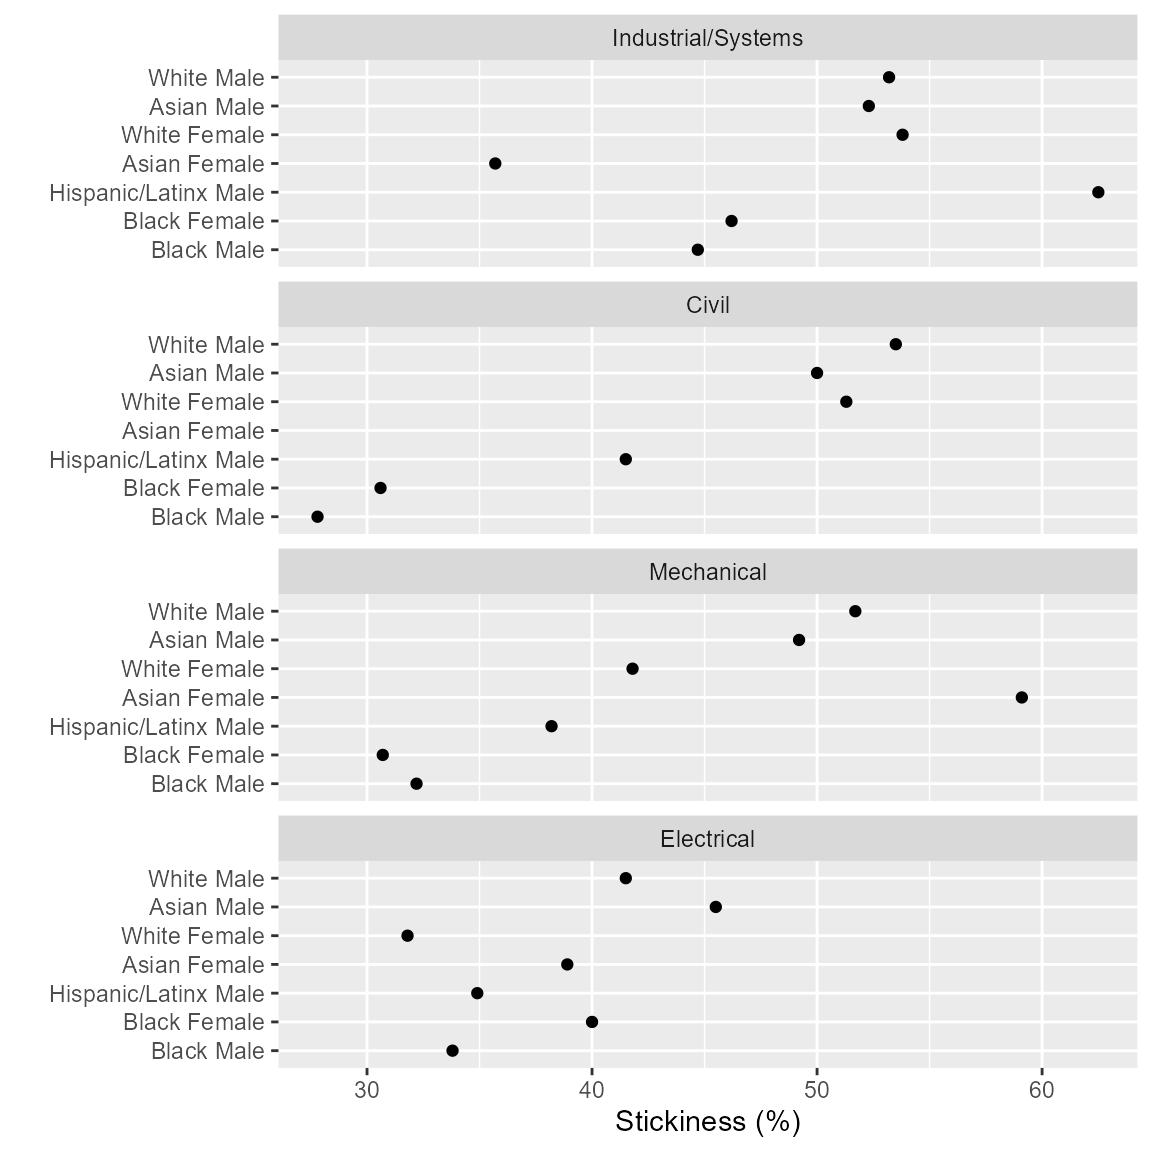 Industrial/Systems
White Male
Asian Male
White Female
Asian Female
Hispanic/Latinx Male
Black Female
Black Male
Civil
White Male
Asian Male
White Female
Asian Female
Hispanic/Latinx Male
Black Female
Black Male
Mechanical
White Male
Asian Male
White Female
Asian Female
Hispanic/Latinx Male
Black Female
Black Male
Electrical
White Male
Asian Male
White Female
Asian Female
Hispanic/Latinx Male
Black Female
Black Male
30 40 50 60
Stickiness (%)